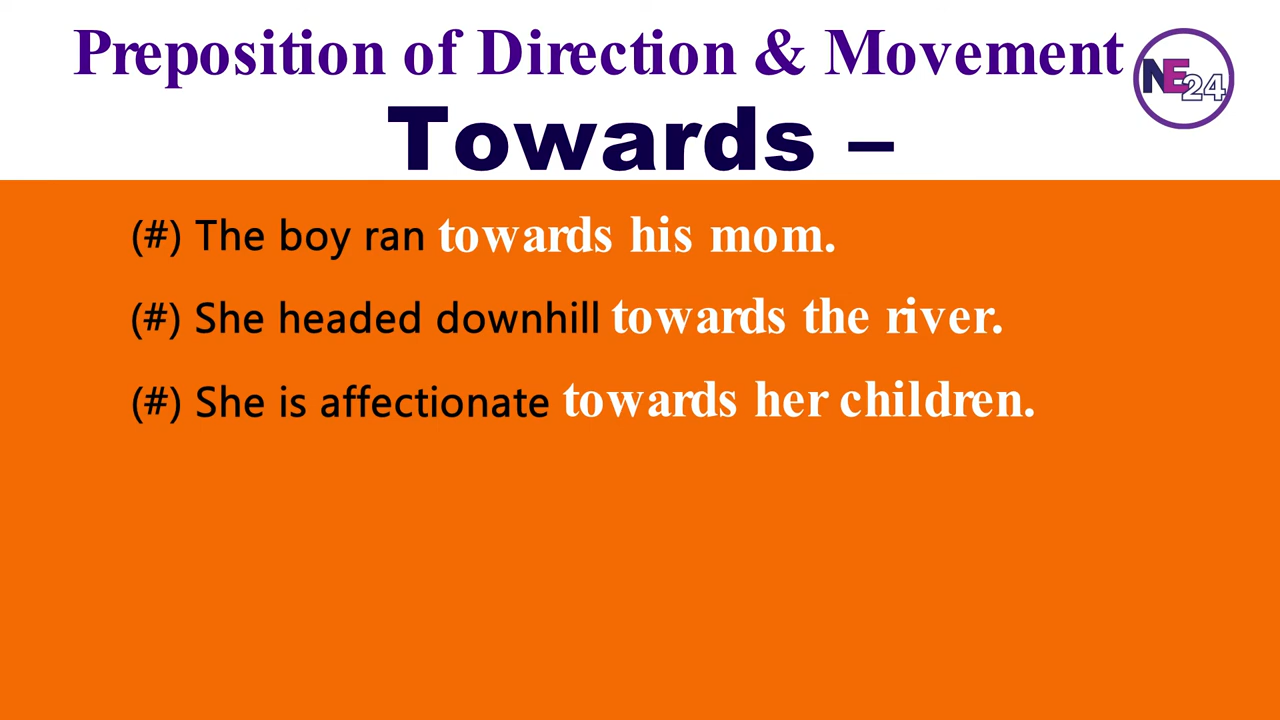 Preposition of Direction & Movement
NE24
Towards –
(#) The boy ran towards his mom.
(#) She headed downhill towards the river.
(#) She is affectionate towards her children.